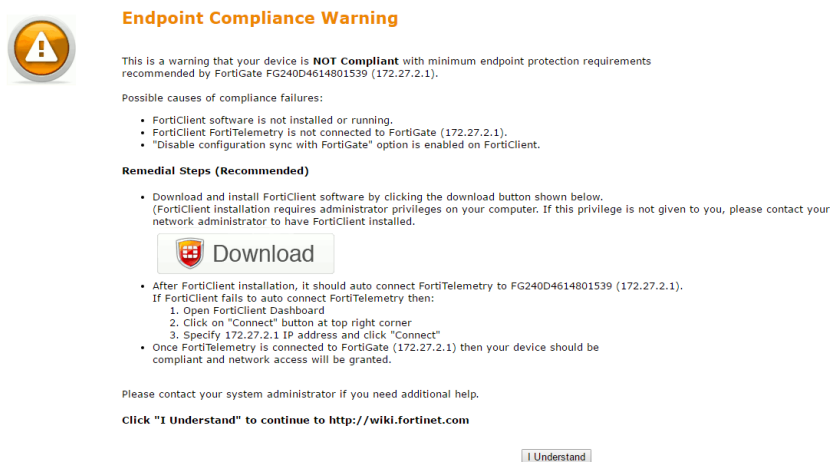 Endpoint Compliance Warning
This is a warning that your device is NOT Compliant with minimum endpoint protection requirements
recommended by FortiGate FG240D4614801539 (172.27.2.1).
Possible causes of compliance failures:
• FortiClient software is not installed or running.
• FortiClient FortiTelemetry is not connected to FortiGate (172.27.2.1).
• "Disable configuration sync with FortiGate" option is enabled on FortiClient.
Remedial Steps (Recommended)
• Download and install FortiClient software by clicking the download button shown below.
(FortiClient installation requires administrator privileges on your computer. If this privilege is not given to you, please contact your
network administrator to have FortiClient installed.
Download
• After FortiClient installation, it should auto connect FortiTelemetry to FG240D4614801539 (172.27.2.1).
If FortiClient fails to auto connect FortiTelemetry then:
1. Open FortiClient Dashboard
2. Click on "Connect" button at top right corner
3. Specify 172.27.2.1 IP address and click "Connect"
• Once FortiTelemetry is connected to FortiGate (172.27.2.1) then your device should be
compliant and network access will be granted.
Please contact your system administrator if you need additional help.
Click "I Understand" to continue to http://wiki.fortinet.com
I Understand